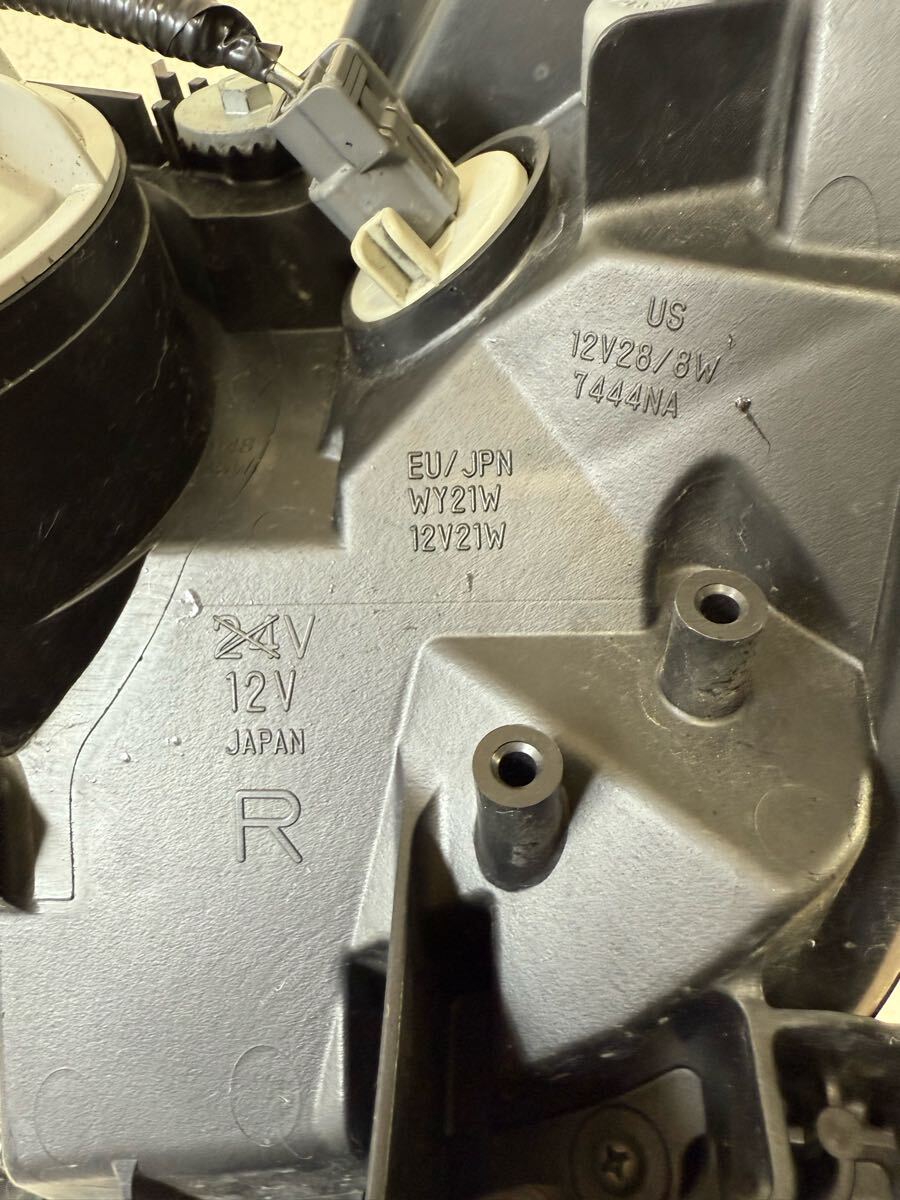 US
12V28/8W
7444NA
EU/JPN
WY21W
12V21W
24V
12V
JAPAN
R